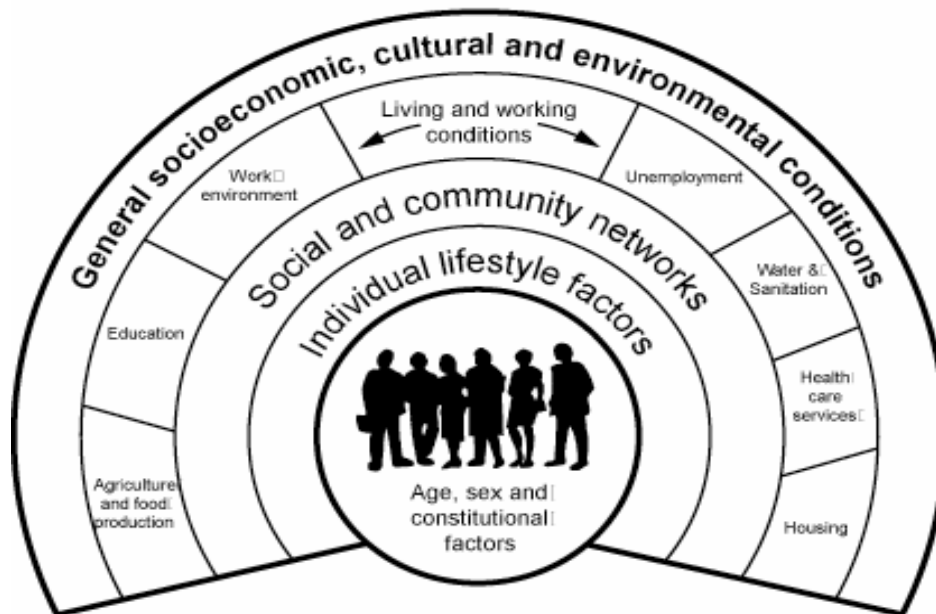 General socioeconomic, cultural and environmental conditions
Living and working
conditions
Work
environment
Unemployment
Education
Water &
Sanitation
Agriculture
and food
production
Health
care
services
Housing
Social and community networks
Individual lifestyle factors
Age, sex and
constitutional
factors